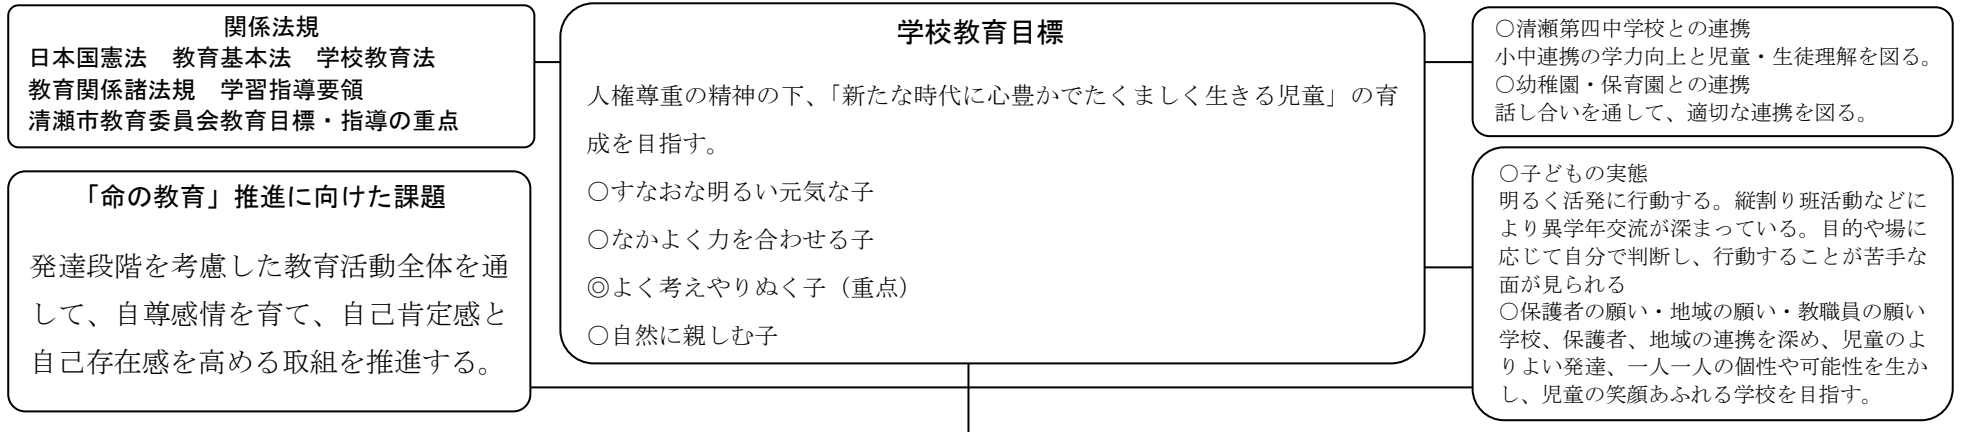 関係法規
日本国憲法　教育基本法　学校教育法
教育関係諸法規　学習指導要領
清瀬市教育委員会教育目標・指導の重点
「命の教育」推進に向けた課題
発達段階を考慮した教育活動全体を通
して、自尊感情を育て、自己肯定感と
自己存在感を高める取組を推進する。
学校教育目標
人権尊重の精神の下、「新たな時代に心豊かでたくましく生きる児童」の育
成を目指す。
○すなおな明るい元気な子
○なかよく力を合わせる子
◎よく考えやりぬく子（重点）
○自然に親しむ子
○清瀬第四中学校との連携
小中連携の学力向上と児童・生徒理解を図る。
○幼稚園・保育園との連携
話し合いを通して、適切な連携を図る。
○子どもの実態
明るく活発に行動する。縦割り班活動などに
より異学年交流が深まっている。目的や場に
応じて自分で判断し、行動することが苦手な
面が見られる
○保護者の願い・地域の願い・教職員の願い
学校、保護者、地域の連携を深め、児童のよ
りよい発達、一人一人の個性や可能性を生か
し、児童の笑顔あふれる学校を目指す。